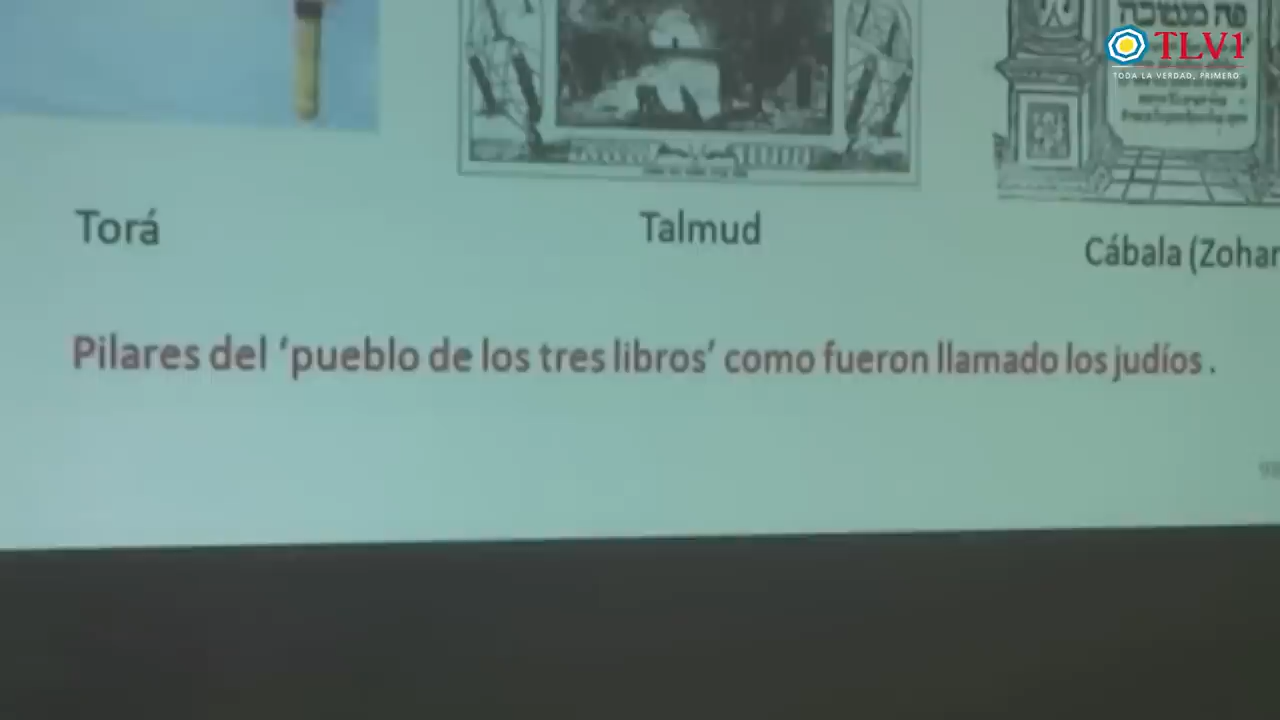 TLV1
TODA LA VERDAD, PRIMERO
Torá
Talmud
Cábala (Zohar
Pilares del ‘pueblo de los tres libros’ como fueron llamado los judíos .